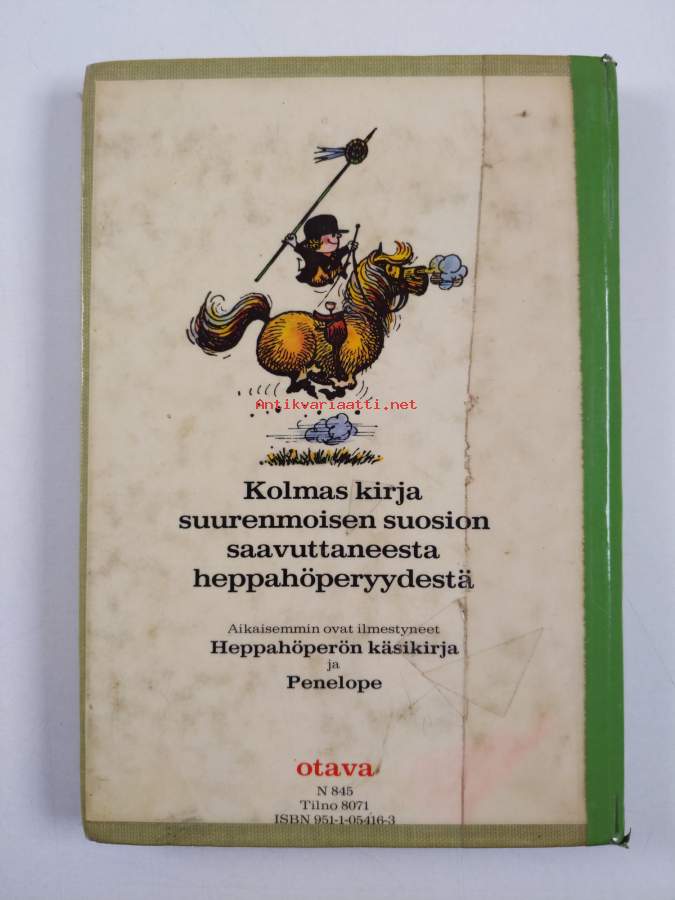 Antikvariaatti.net
Kolmas kirja
suurenmoisen suosion
saavuttaneesta
heppahöperyydestä
Aikaisemmin ovat ilmestyneet
Heppahöperön käsikirja
ja
Penelope
otava
N 845
Tilno 8071
ISBN 951-1-05416-3